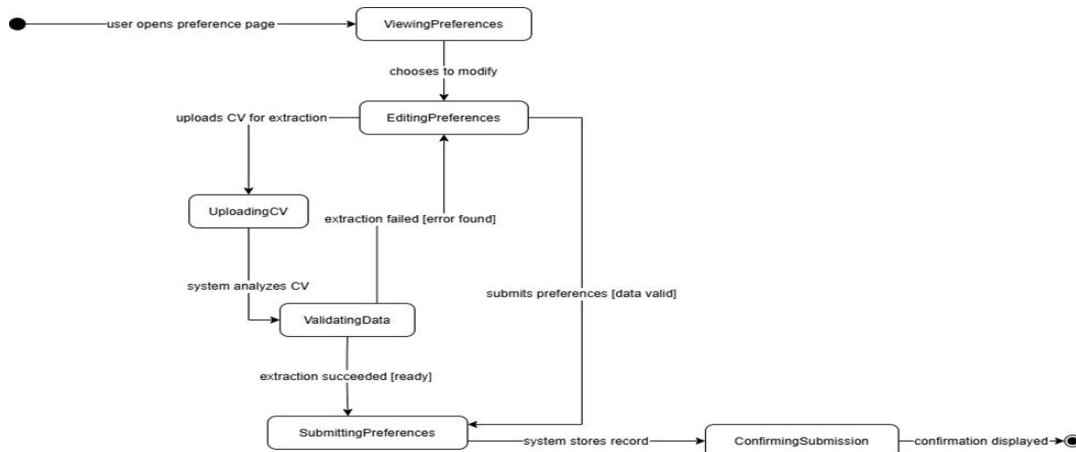 user opens preference page
ViewingPreferences
chooses to modify
uploads CV for extraction
EditingPreferences
UploadingCV
extraction failed [error found]
system analyzes CV
submits preferences [data valid]
ValidatingData
extraction succeeded [ready]
SubmittingPreferences
system stores record
ConfirmingSubmission
confirmation displayed